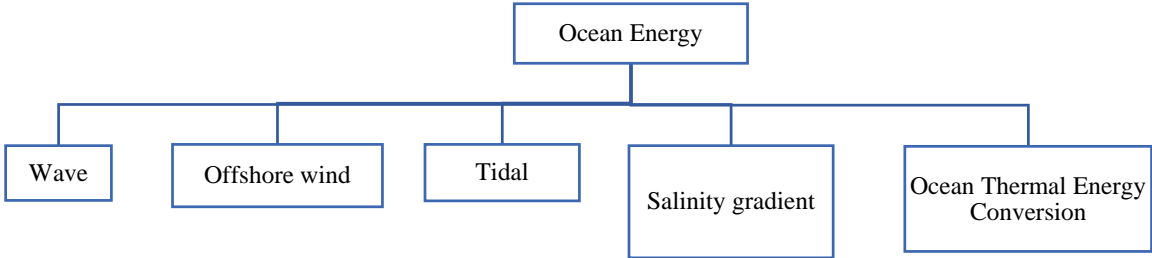 Ocean Energy
Wave
Offshore wind
Tidal
Salinity gradient
Ocean Thermal Energy
Conversion